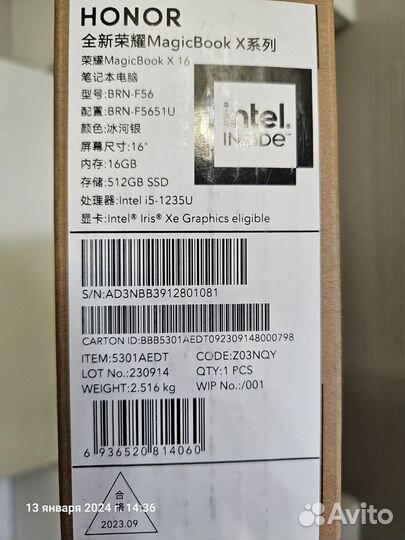 HONOR
全新荣耀MagicBook X系列
荣耀MagicBook X 16
笔记本电脑
型号:BRN-F56
配置:BRN-F5651U
颜色:冰河银
屏幕尺寸:16"
内存:16GB
存储:512GB SSD
处理器:Intel i5-1235U
显卡:Intel® Iris® Xe Graphics eligible
intel.
INSIDE™
S/N:AD3NBB3912801081
CARTON ID:BBB5301AEDT092309148000798
ITEM:5301AEDT CODE:Z03NQY
LOT No.:230914 QTY:1 PCS
WEIGHT:2.516 kg WIP No.:/001
6 936520 814060
合格
2023.09
13 января 2024 г. 14:36
Avito